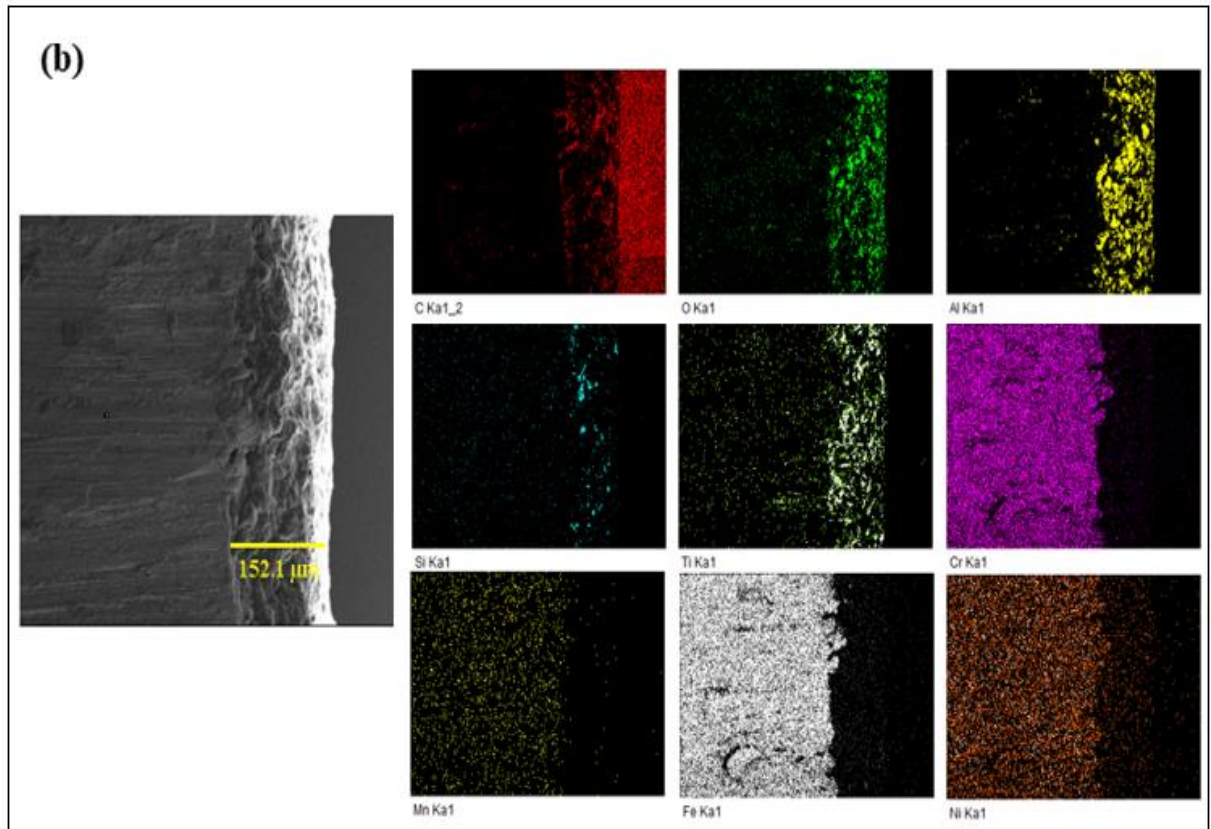 (b)
C Ka1_2
O Ka1
Al Ka1
152.1 μm
Si Ka1
Ti Ka1
Cr Ka1
Mn Ka1
Fe Ka1
Ni Ka1